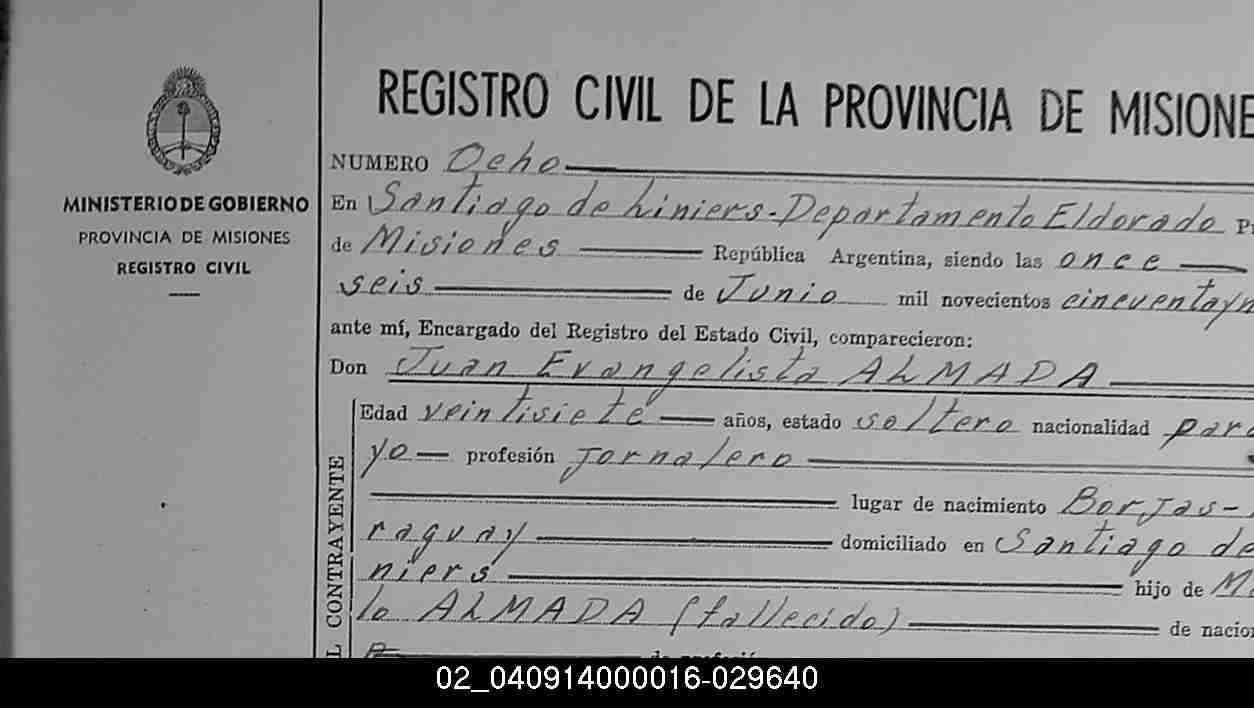 REGISTRO CIVIL DE LA PROVINCIA DE MISIONE
MINISTERIO DE GOBIERNO
PROVINCIA DE MISIONES
REGISTRO CIVIL
NUMERO Ocho
En Santiago de Liniers - Departamento Eldorado
de Misiones República Argentina, siendo las once
seis de Junio mil novecientos cincuentay
ante mí, Encargado del Registro del Estado Civil, comparecieron:
Don Juan Evangelista ALMADA
Edad veintisiete años, estado soltero nacionalidad para
yo profesión jornalero
lugar de nacimiento Borjas-
raguay domiciliado en Santiago de
niers hijo de M
lo ALMADA (fallecido) de nacio
L CONTRAYENTE
02_040914000016-029640